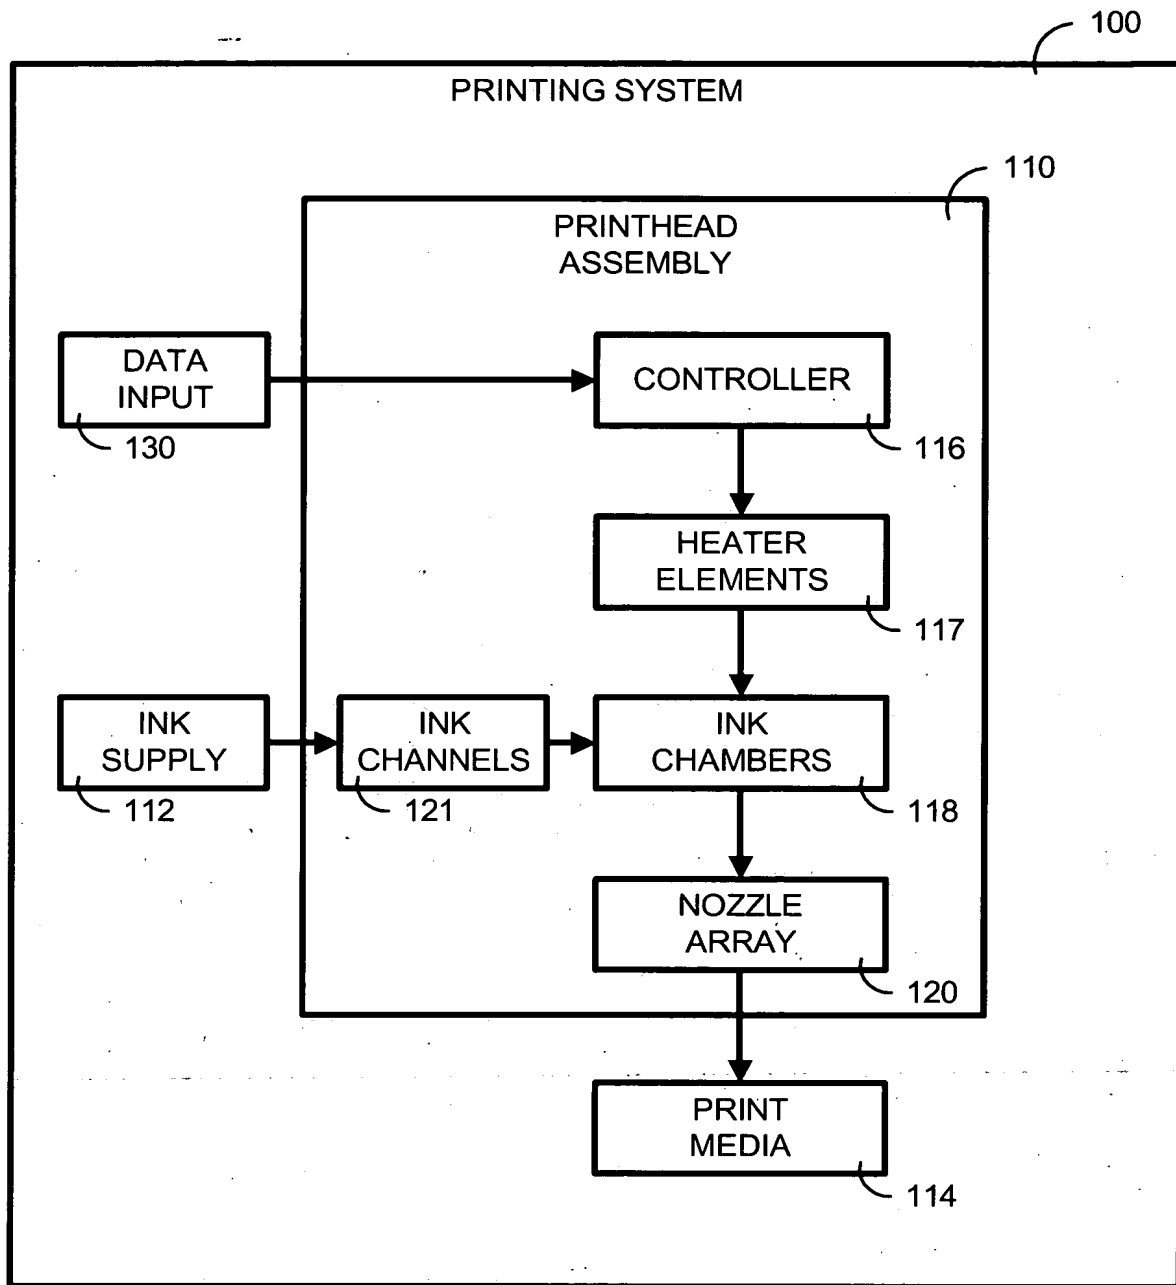 100
PRINTING SYSTEM
110
PRINTHEAD
ASSEMBLY
DATA
INPUT
130
CONTROLLER
116
HEATER
ELEMENTS
117
INK
SUPPLY
112
INK
CHANNELS
121
INK
CHAMBERS
118
NOZZLE
ARRAY
120
PRINT
MEDIA
114